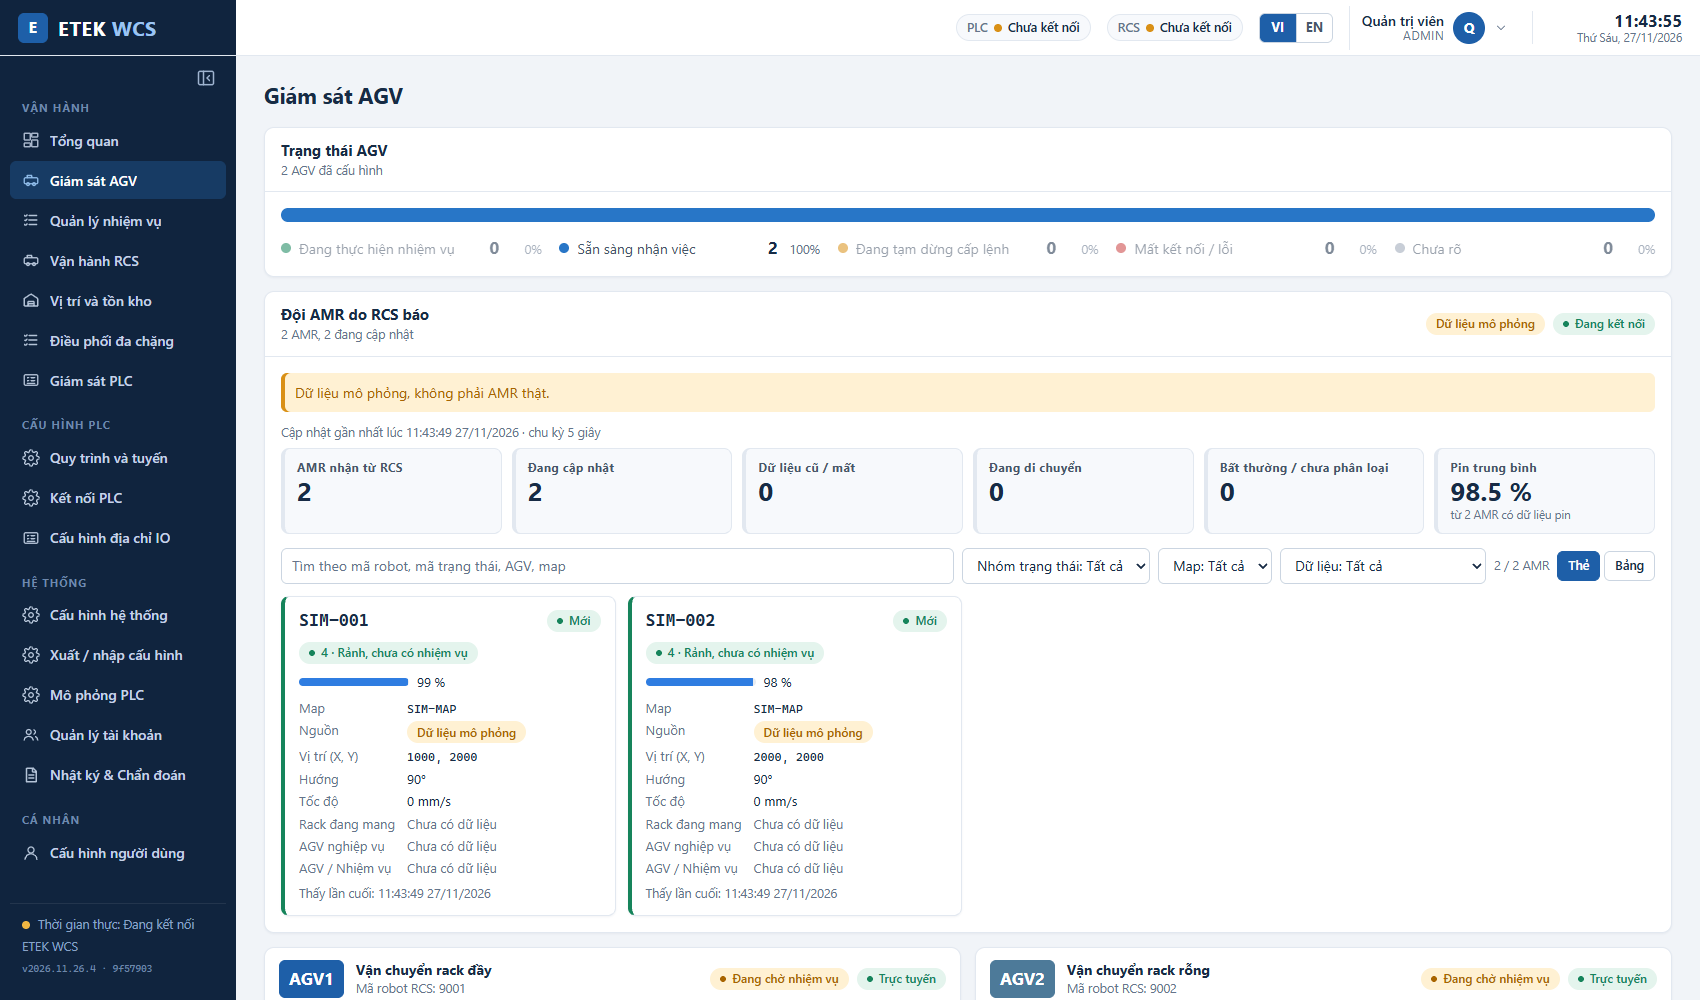 E ETEK WCS
PLC Chưa kết nối
RCS Chưa kết nối
VI EN
Quản trị viên
ADMIN
Q
11:43:55
Thứ Sáu, 27/11/2026
VẬN HÀNH
Tổng quan
Giám sát AGV
Quản lý nhiệm vụ
Vận hành RCS
Vị trí và tồn kho
Điều phối đa chặng
Giám sát PLC
CẤU HÌNH PLC
Quy trình và tuyến
Kết nối PLC
Cấu hình địa chỉ IO
HỆ THỐNG
Cấu hình hệ thống
Xuất / nhập cấu hình
Mô phỏng PLC
Quản lý tài khoản
Nhật ký & Chẩn đoán
CÁ NHÂN
Cấu hình người dùng
Thời gian thực: Đang kết nối
ETEK WCS
v2026.11.26.4 · 9f57903
Giám sát AGV
Trạng thái AGV
2 AGV đã cấu hình
Đang thực hiện nhiệm vụ 0 0%
Sẵn sàng nhận việc 2 100%
Đang tạm dừng cấp lệnh 0 0%
Mất kết nối / lỗi 0 0%
Chưa rõ 0 0%
Đội AMR do RCS báo
2 AMR, 2 đang cập nhật
Dữ liệu mô phỏng
Đang kết nối
Dữ liệu mô phỏng, không phải AMR thật.
Cập nhật gần nhất lúc 11:43:49 27/11/2026 · chu kỳ 5 giây
AMR nhận từ RCS
2
Đang cập nhật
2
Dữ liệu cũ / mất
0
Đang di chuyển
0
Bất thường / chưa phân loại
0
Pin trung bình
98.5 %
từ 2 AMR có dữ liệu pin
Tìm theo mã robot, mã trạng thái, AGV, map
Nhóm trạng thái: Tất cả
Map: Tất cả
Dữ liệu: Tất cả
2 / 2 AMR
Thẻ
Bảng
SIM-001
Mới
4 · Rảnh, chưa có nhiệm vụ
99 %
Map SIM-MAP
Nguồn Dữ liệu mô phỏng
Vị trí (X, Y) 1000, 2000
Hướng 90°
Tốc độ 0 mm/s
Rack đang mang Chưa có dữ liệu
AGV nghiệp vụ Chưa có dữ liệu
AGV / Nhiệm vụ Chưa có dữ liệu
Thấy lần cuối: 11:43:49 27/11/2026
SIM-002
Mới
4 · Rảnh, chưa có nhiệm vụ
98 %
Map SIM-MAP
Nguồn Dữ liệu mô phỏng
Vị trí (X, Y) 2000, 2000
Hướng 90°
Tốc độ 0 mm/s
Rack đang mang Chưa có dữ liệu
AGV nghiệp vụ Chưa có dữ liệu
AGV / Nhiệm vụ Chưa có dữ liệu
Thấy lần cuối: 11:43:49 27/11/2026
AGV1
Vận chuyển rack đầy
Mã robot RCS: 9001
Đang chờ nhiệm vụ
Trực tuyến
AGV2
Vận chuyển rack rỗng
Mã robot RCS: 9002
Đang chờ nhiệm vụ
Trực tuyến